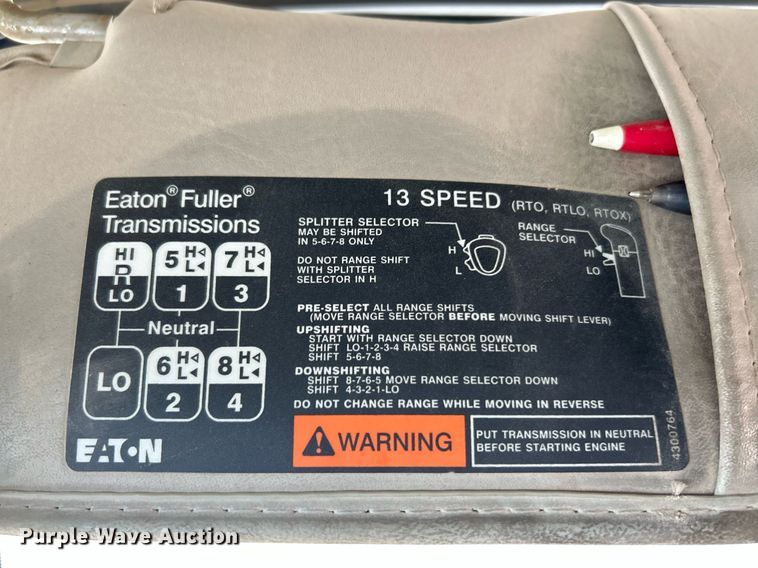 Eaton® Fuller®
Transmissions
13 SPEED (RTO, RTLO, RTOX)
HI
R
LO
5 H
L
1
7 H
L
3
Neutral
LO
6 H
L
2
8 H
L
4
EATON
SPLITTER SELECTOR
MAY BE SHIFTED
IN 5-6-7-8 ONLY
DO NOT RANGE SHIFT
WITH SPLITTER
SELECTOR IN H
H
L
RANGE
SELECTOR
HI
LO
PRE-SELECT ALL RANGE SHIFTS
(MOVE RANGE SELECTOR BEFORE MOVING SHIFT LEVER)
UPSHIFTING
START WITH RANGE SELECTOR DOWN
SHIFT LO-1-2-3-4 RAISE RANGE SELECTOR
SHIFT 5-6-7-8
DOWNSHIFTING
SHIFT 8-7-6-5 MOVE RANGE SELECTOR DOWN
SHIFT 4-3-2-1-LO
DO NOT CHANGE RANGE WHILE MOVING IN REVERSE
WARNING
PUT TRANSMISSION IN NEUTRAL
BEFORE STARTING ENGINE
4300764
Purple Wave Auction